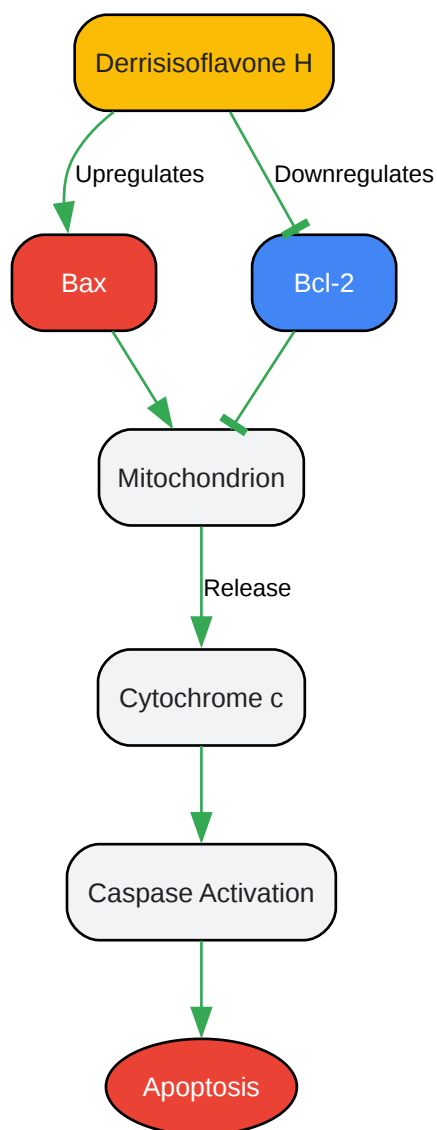 Derrisisoflavone H
Upregulates
Downregulates
Bax
Bcl-2
Mitochondrion
Release
Cytochrome c
Caspase Activation
Apoptosis